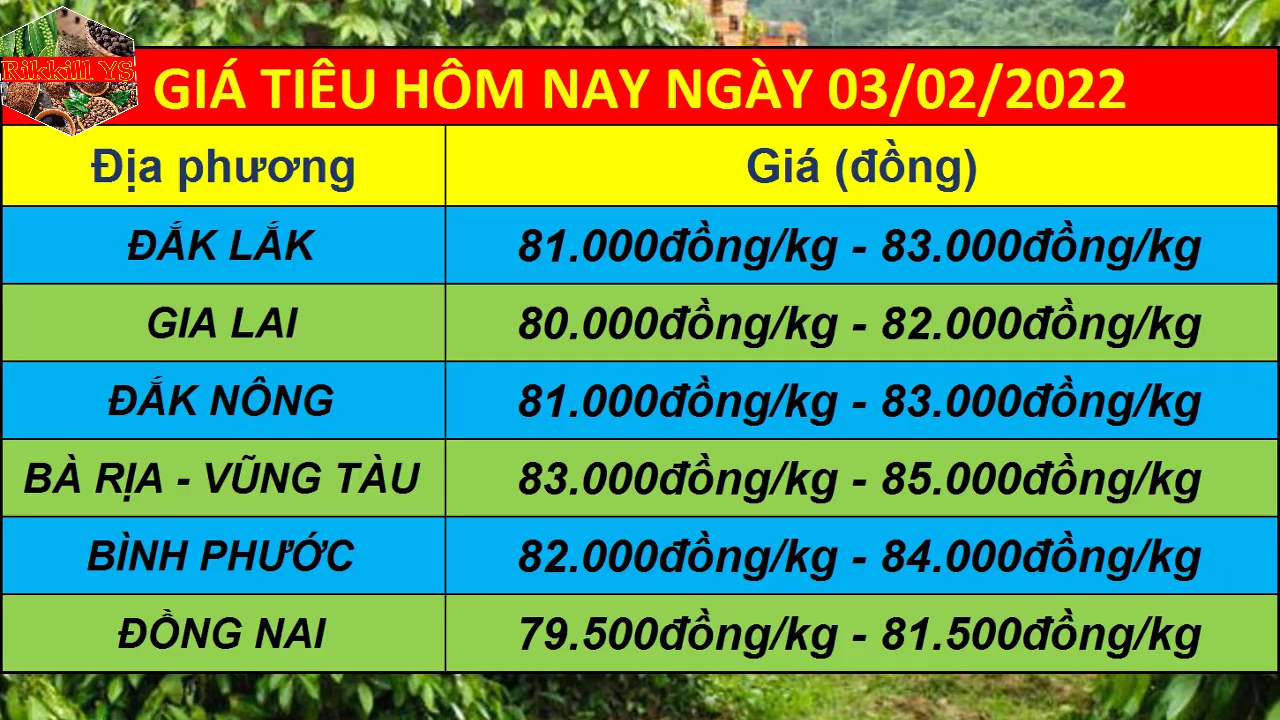 Rikkill YS
GIÁ TIÊU HÔM NAY NGÀY 03/02/2022
Địa phương Giá (đồng)
ĐẮK LẮK 81.000đồng/kg - 83.000đồng/kg
GIA LAI 80.000đồng/kg - 82.000đồng/kg
ĐẮK NÔNG 81.000đồng/kg - 83.000đồng/kg
BÀ RỊA - VŨNG TÀU 83.000đồng/kg - 85.000đồng/kg
BÌNH PHƯỚC 82.000đồng/kg - 84.000đồng/kg
ĐỒNG NAI 79.500đồng/kg - 81.500đồng/kg